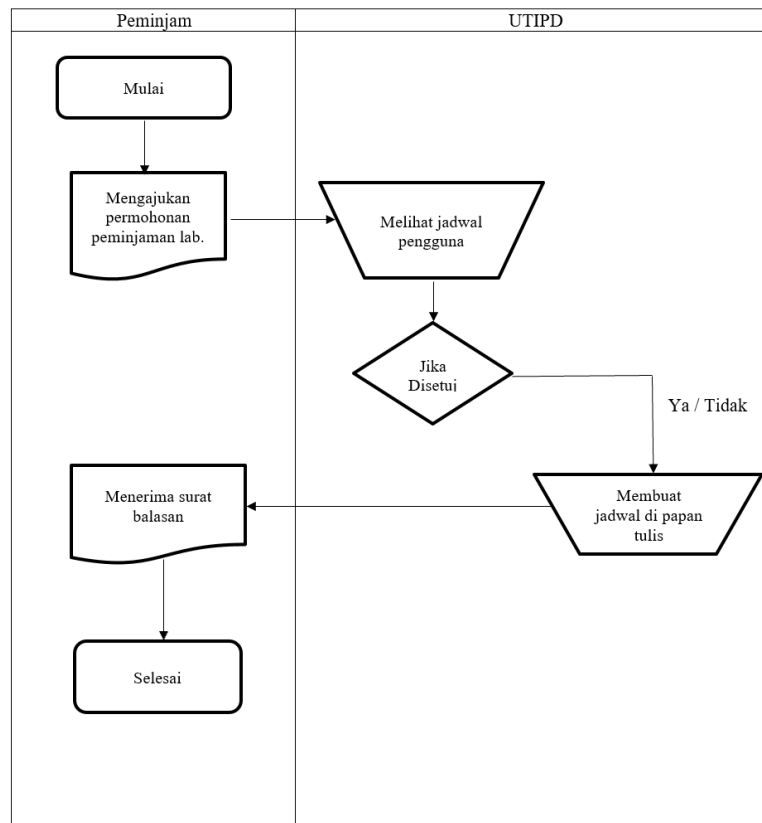 Peminjam
UTIPD
Mulai
Mengajukan
permohonan
peminjaman lab.
Melihat jadwal
pengguna
Jika
Disetuj
Ya / Tidak
Menerima surat
balasan
Membuat
jadwal di papan
tulis
Selesai